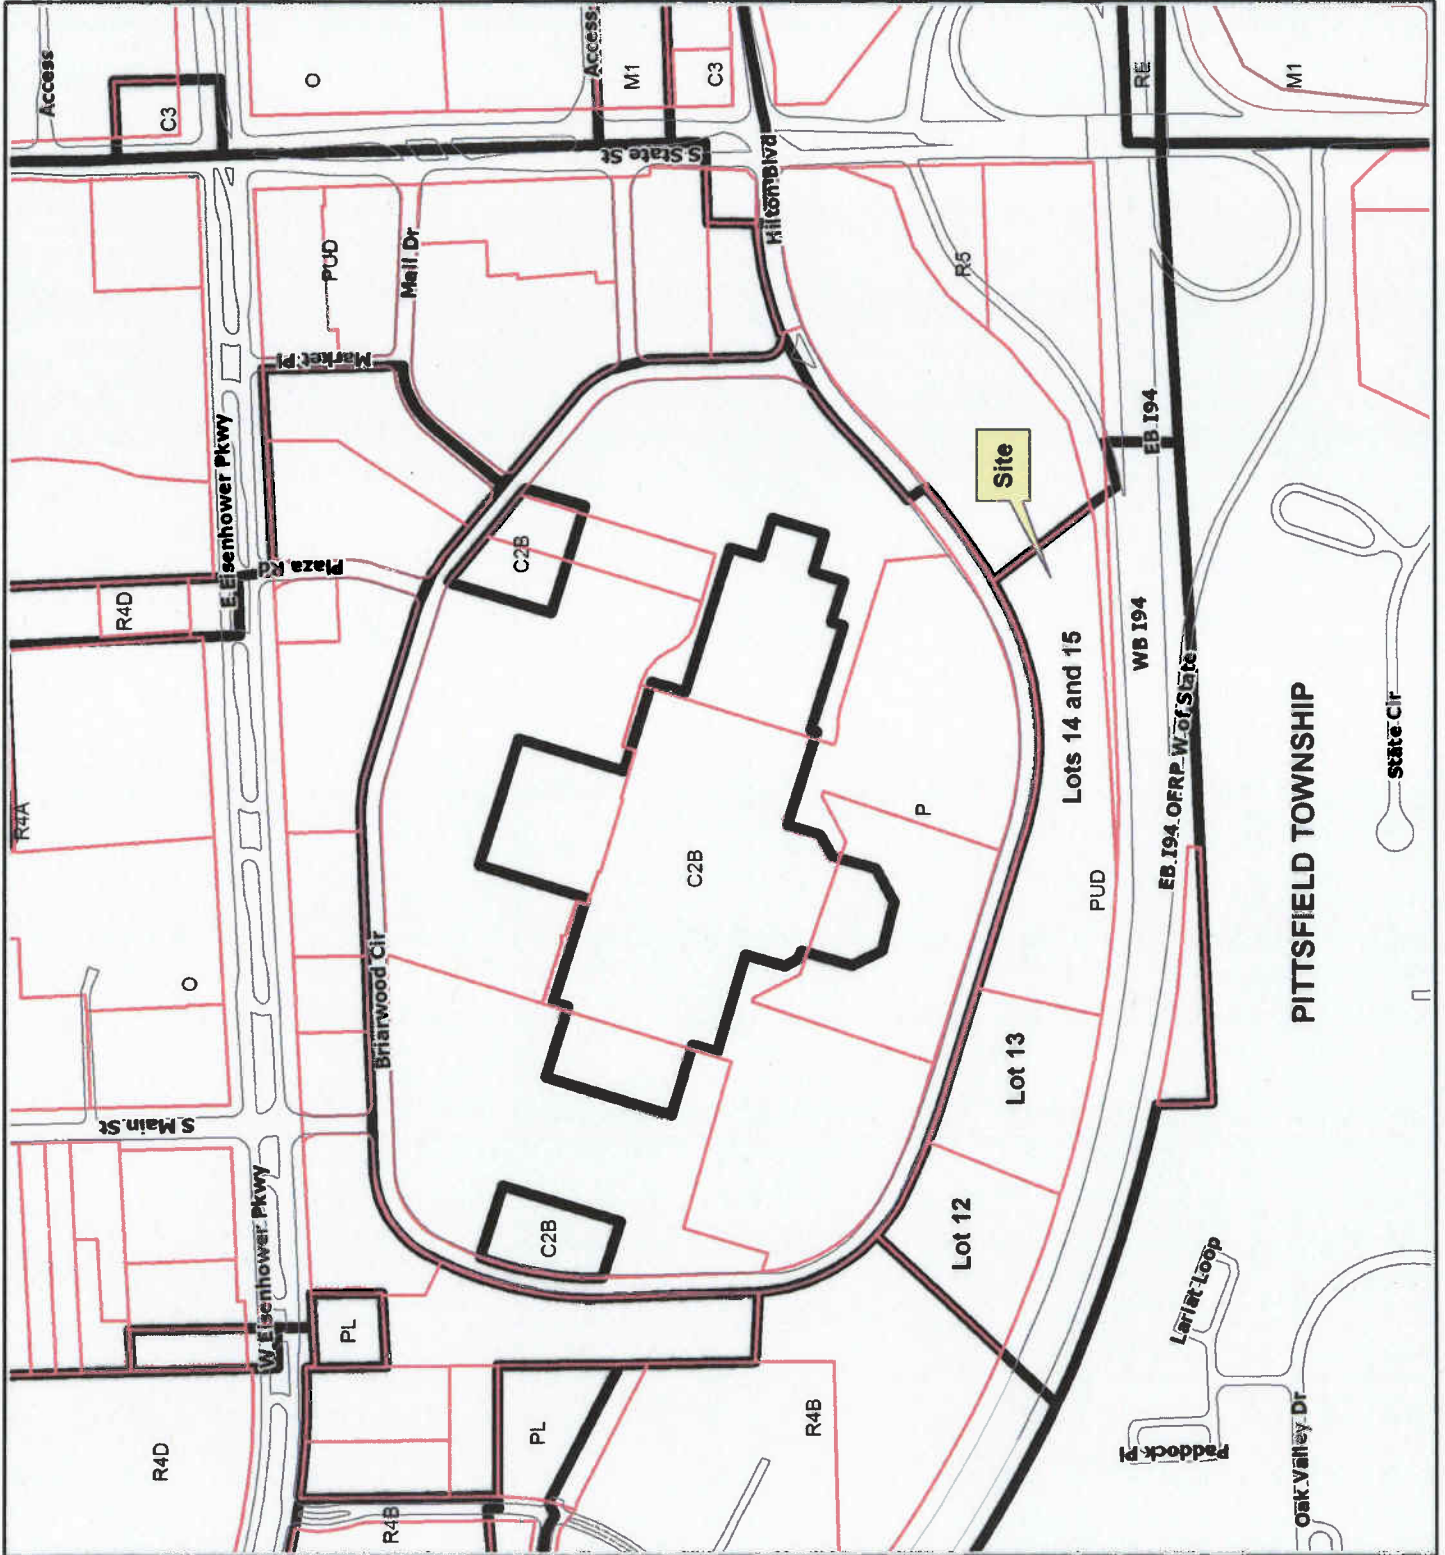 Access
C3
O
Access
M1
C3
RE
M1
S State St
Hilton Blvd
PUD
Mall Dr
R5
Market Pl
E Eisenhower Pkwy
Plaza Rd
R4D
C2B
Site
EB I94
R4A
Lots 14 and 15
WB I94
EB I94 OFRP W of State
PITTSFIELD TOWNSHIP
State Cir
P
C2B
PUD
O
Briarwood Cir
S Main St
Lot 13
W Eisenhower Pkwy
C2B
Lot 12
Lariat Loop
PL
R4D
PL
R4B
R4B
Paddock Pl
Oak Valley Dr